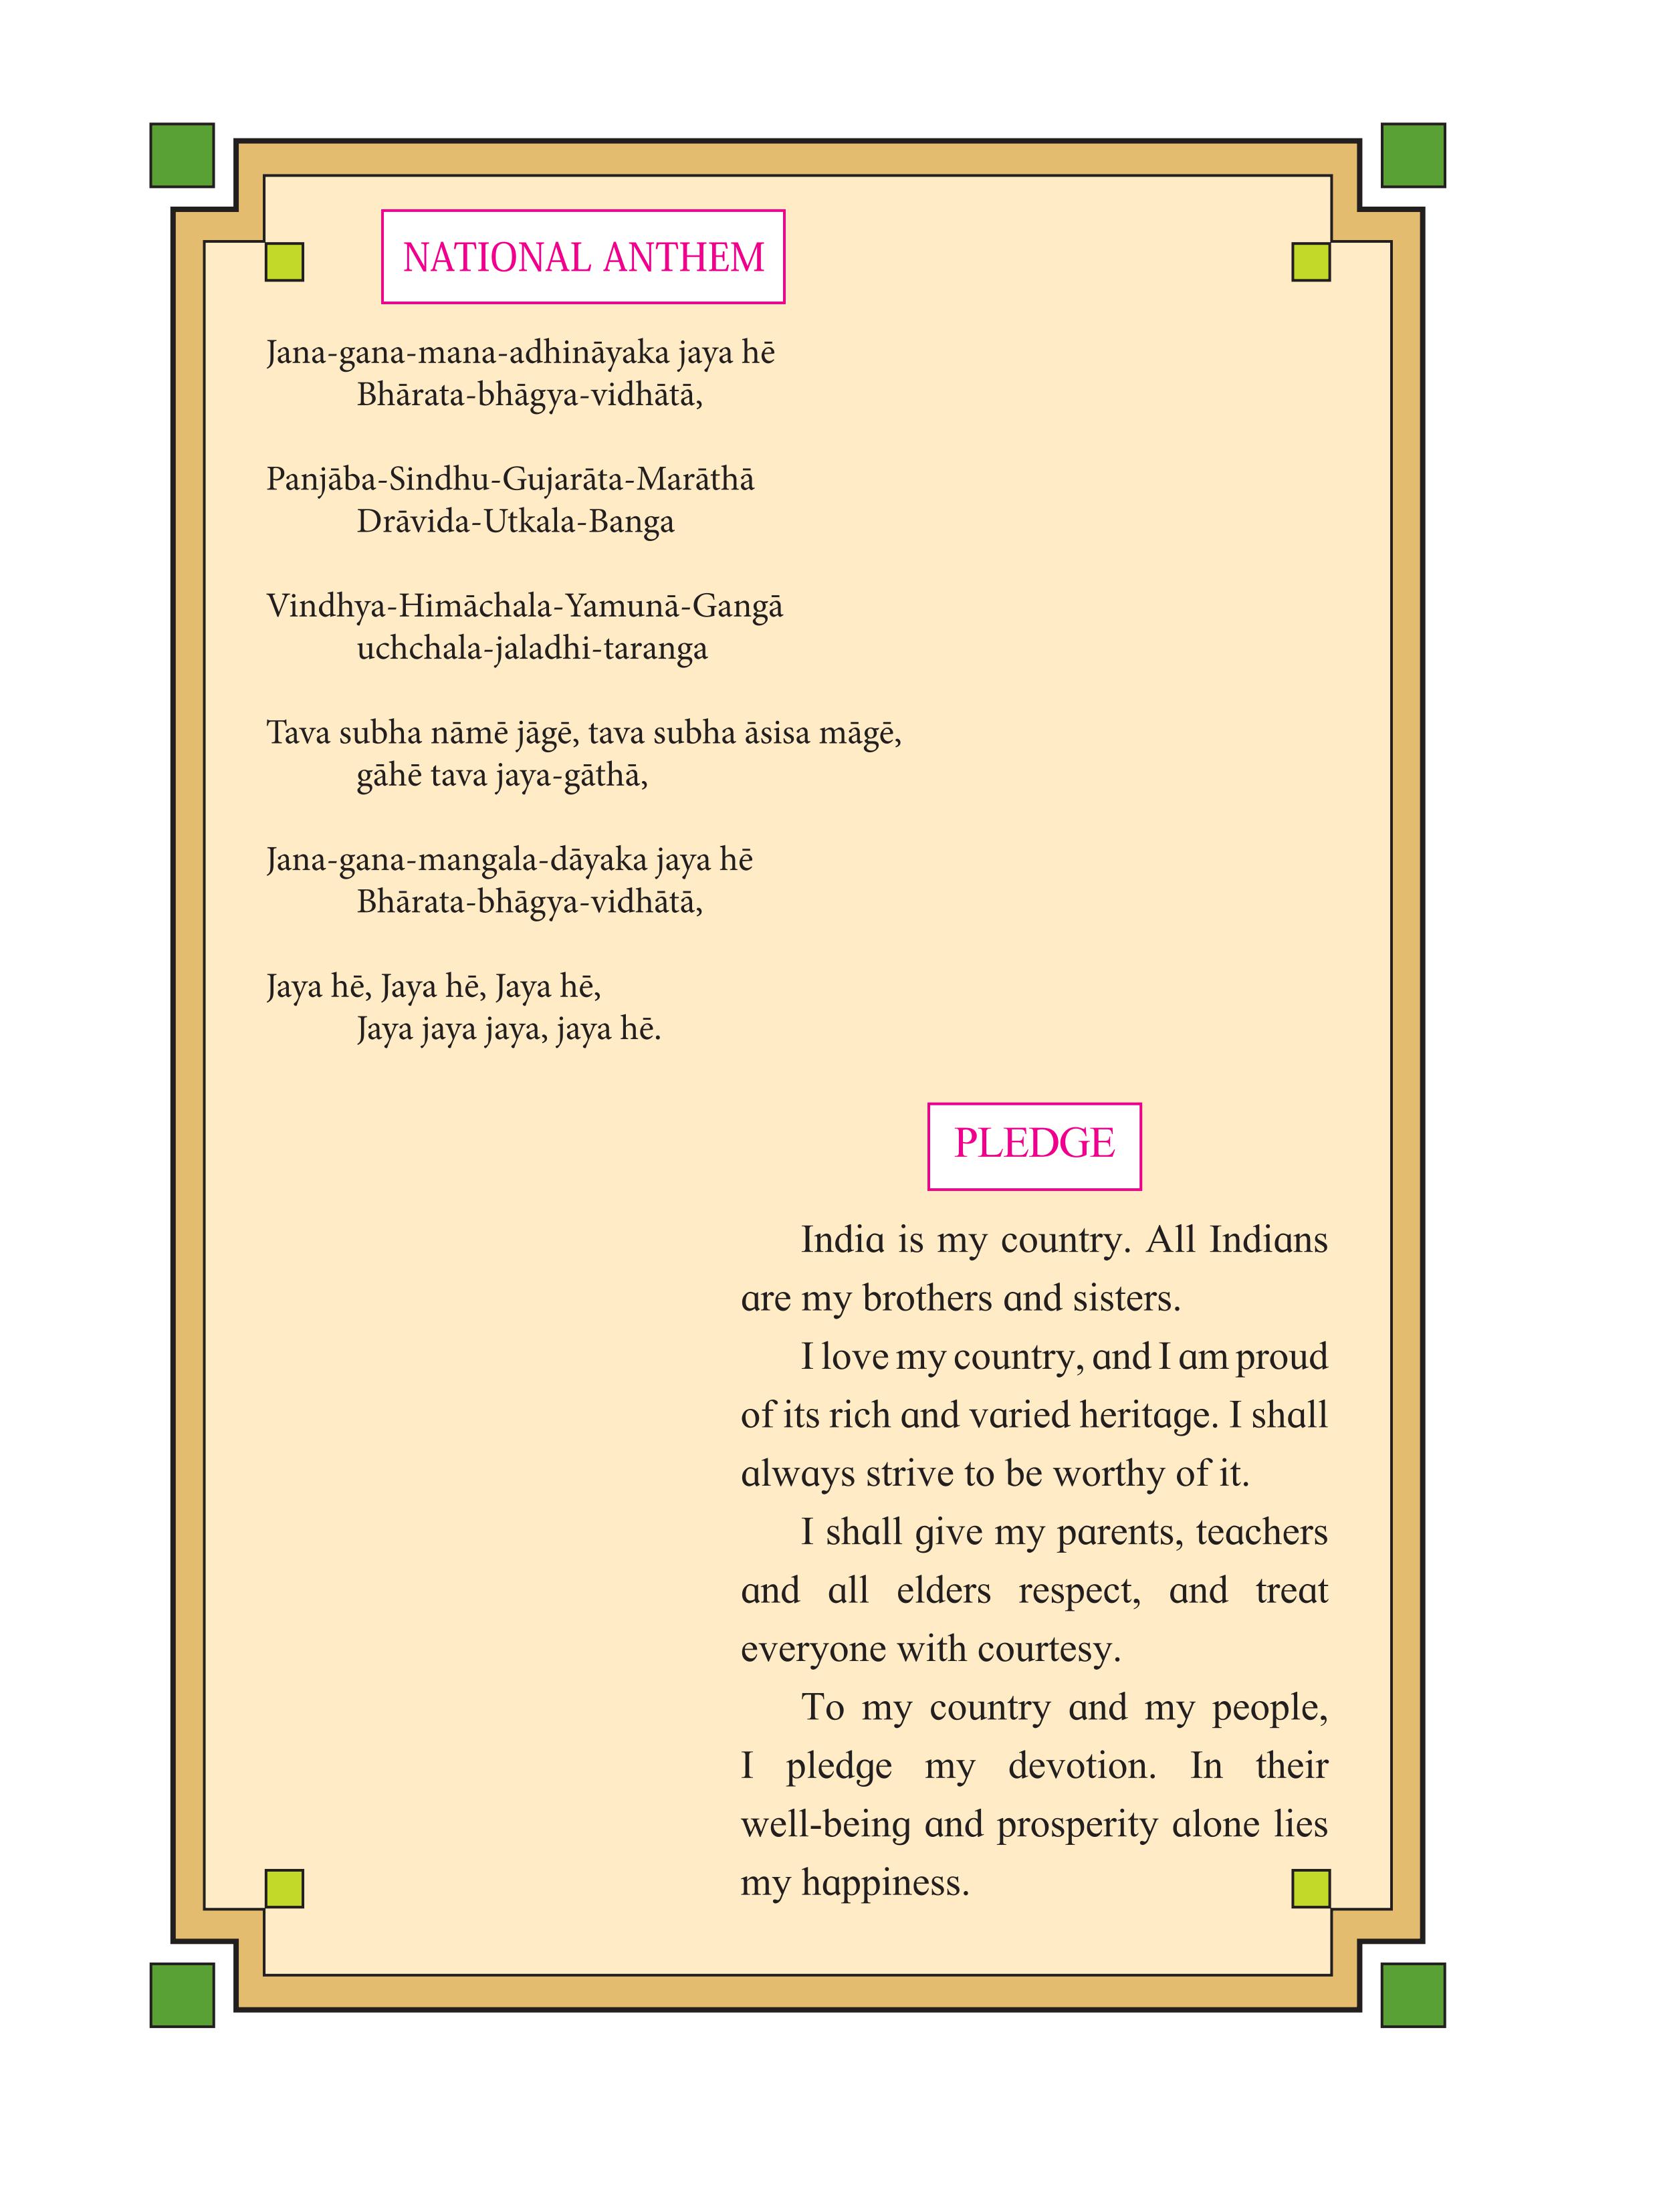 NATIONAL ANTHEM
Jana-gana-mana-adhināyaka jaya hē
Bhārata-bhāgya-vidhātā,
Panjāba-Sindhu-Gujarāta-Marāthā
Drāvida-Utkala-Banga
Vindhya-Himāchala-Yamunā-Gangā
uchchala-jaladhi-taranga
Tava subha nāmē jāgē, tava subha āsisa māgē,
gāhē tava jaya-gāthā,
Jana-gana-mangala-dāyaka jaya hē
Bhārata-bhāgya-vidhātā,
Jaya hē, Jaya hē, Jaya hē,
Jaya jaya jaya, jaya hē.
PLEDGE
India is my country. All Indians
are my brothers and sisters.
I love my country, and I am proud
of its rich and varied heritage. I shall
always strive to be worthy of it.
I shall give my parents, teachers
and all elders respect, and treat
everyone with courtesy.
To my country and my people,
I pledge my devotion. In their
well-being and prosperity alone lies
my happiness.